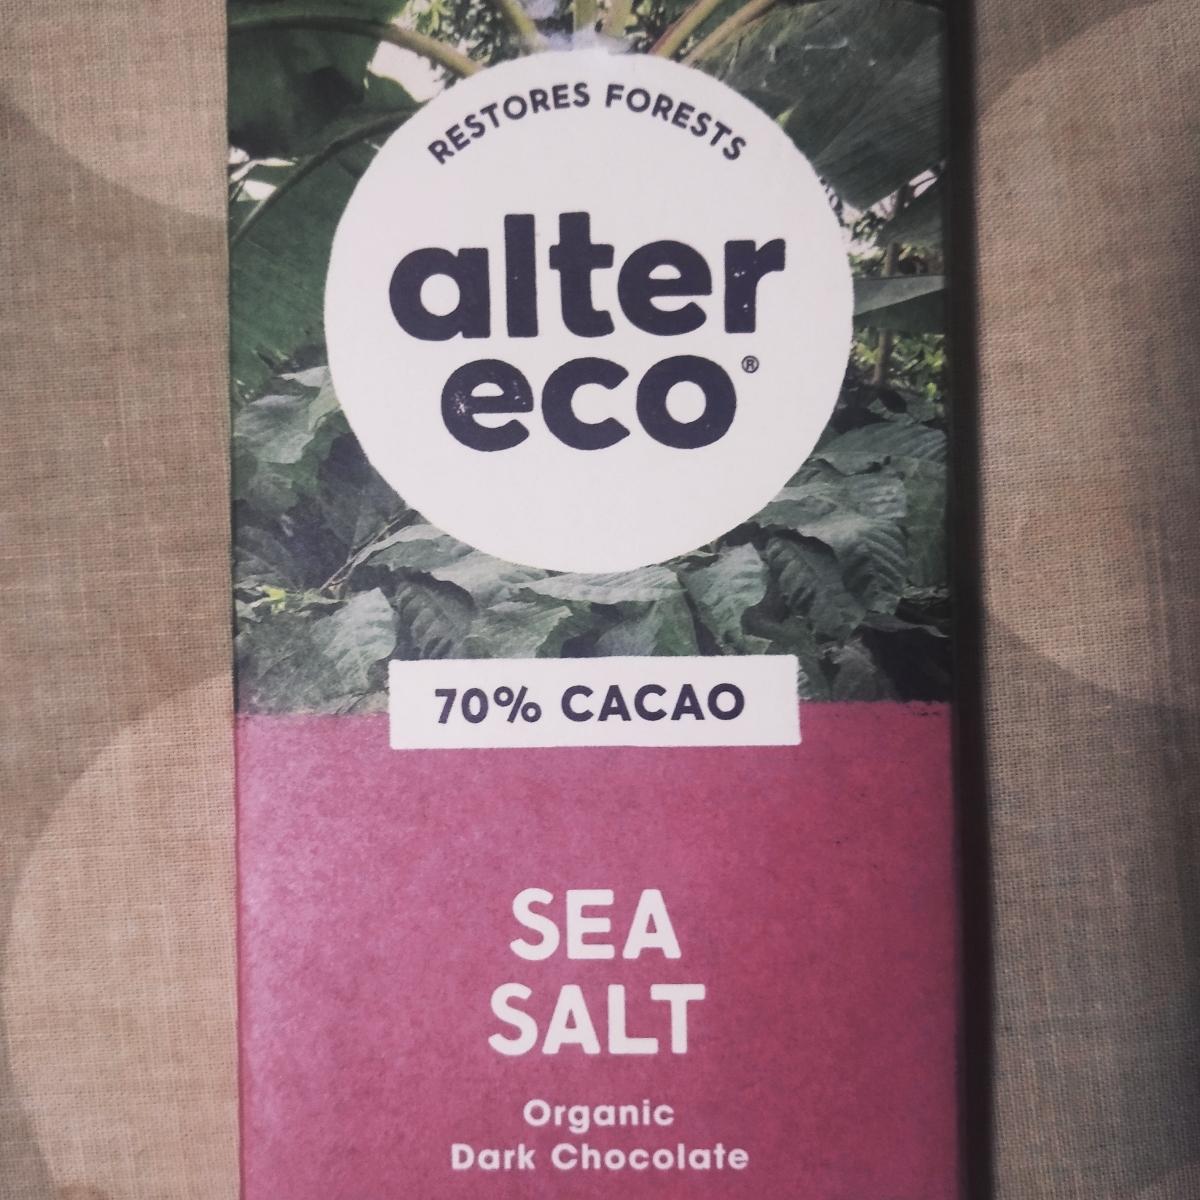 RESTORES FORESTS
alter
eco®
70% CACAO
SEA
SALT
Organic
Dark Chocolate